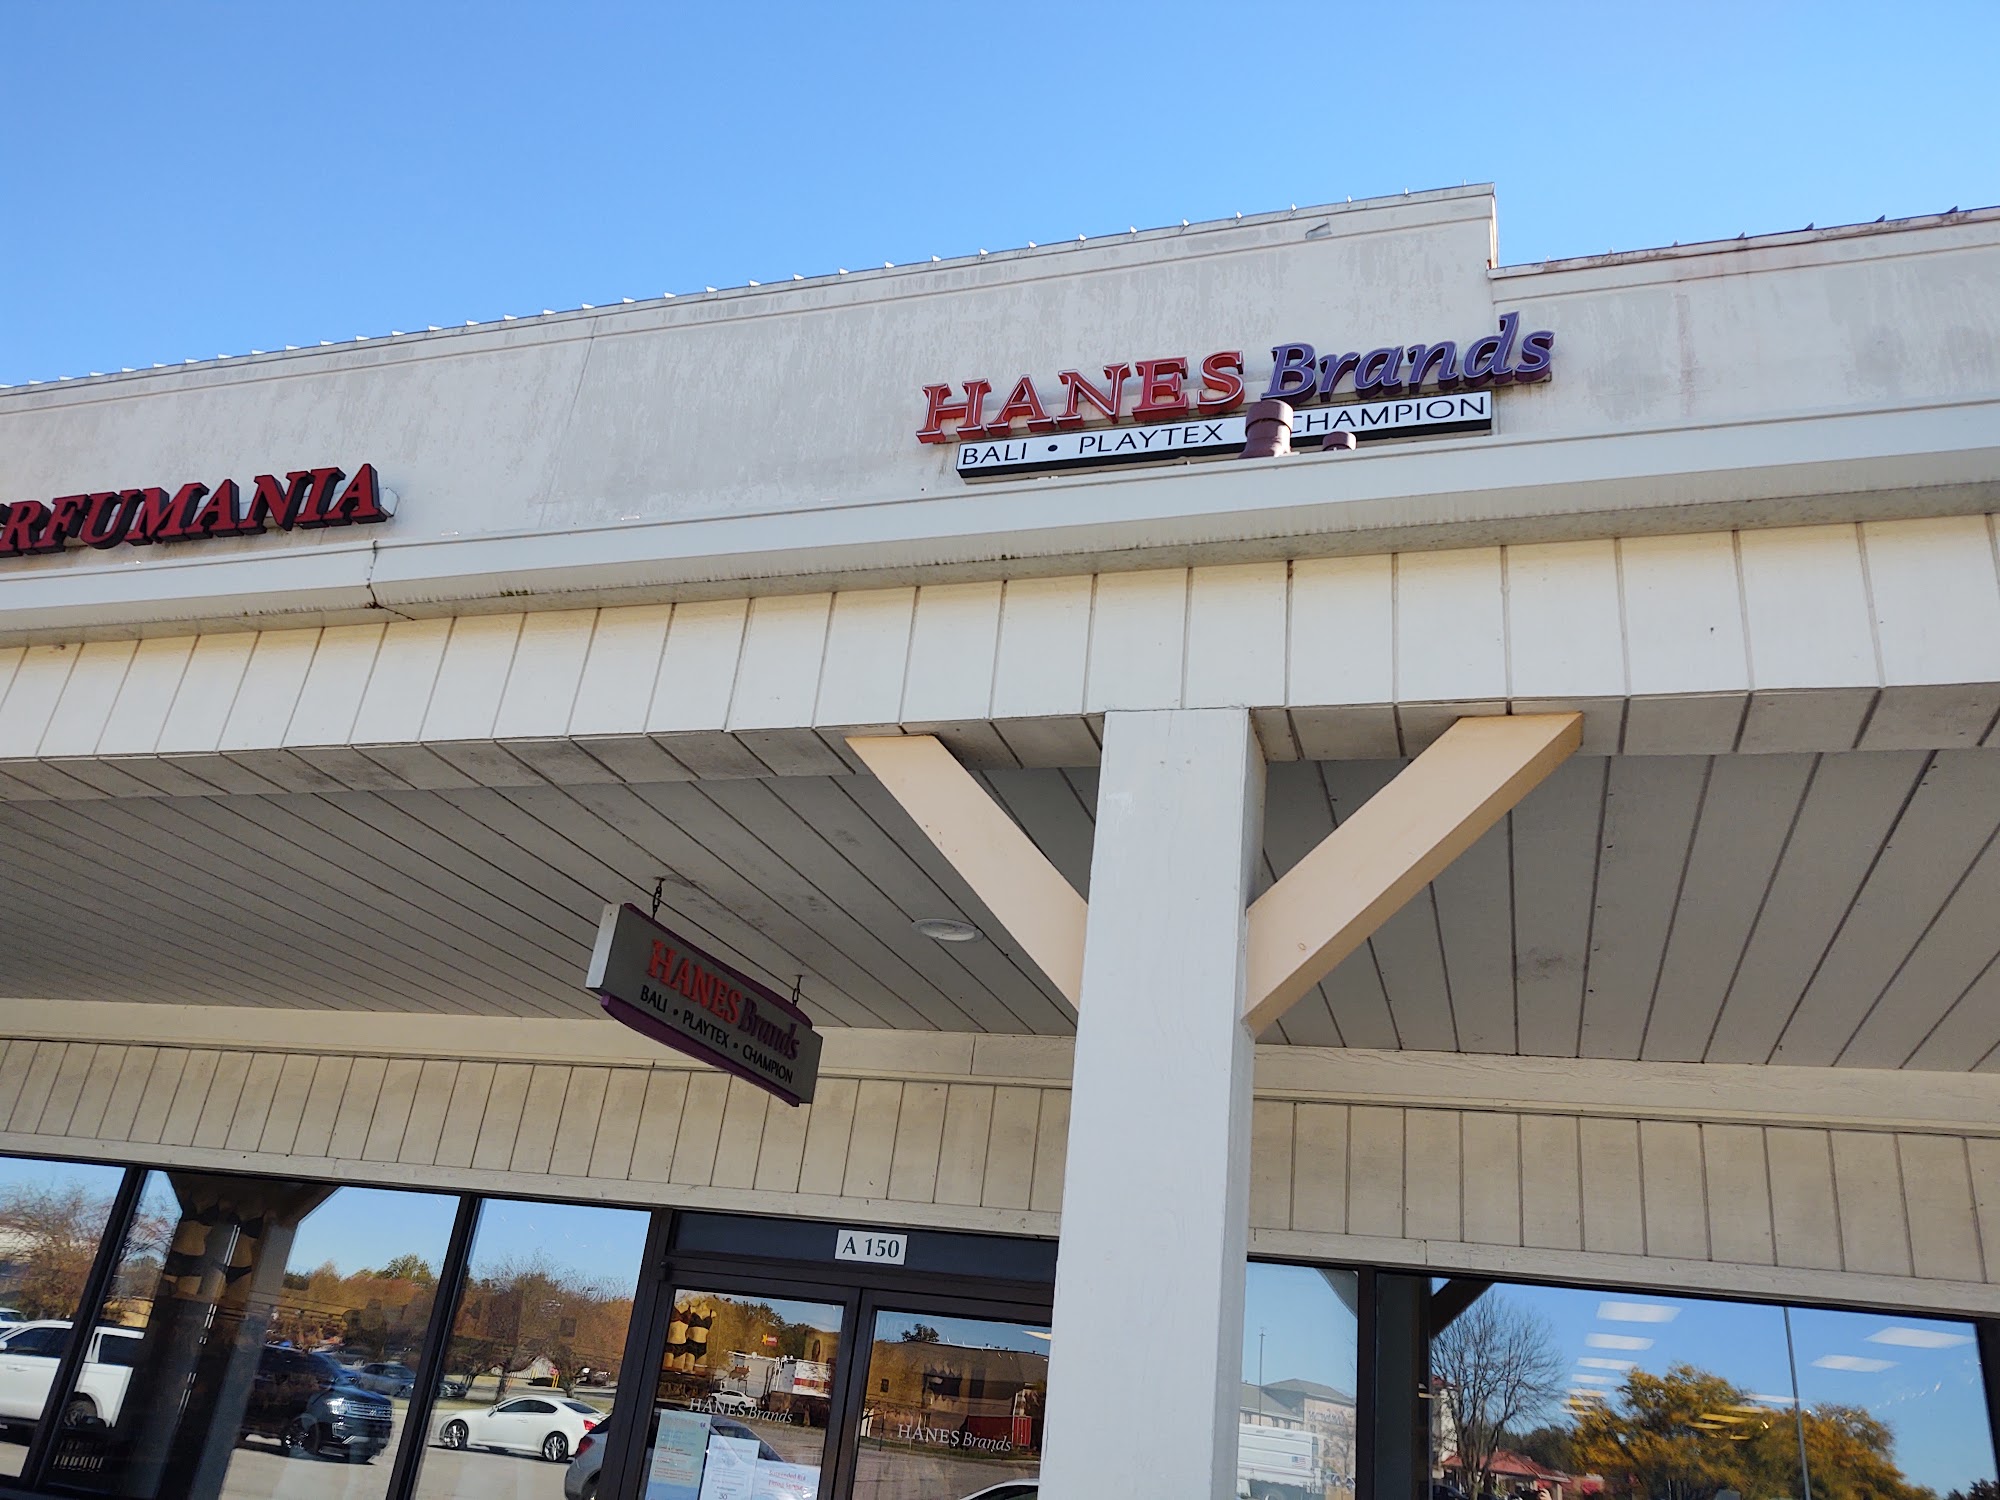 HANES Brands
BALI • PLAYTEX CHAMPION
RFUMANIA
HANES Brands
BALI • PLAYTEX • CHAMPION
A 150
HANES Brands
HANES Brands